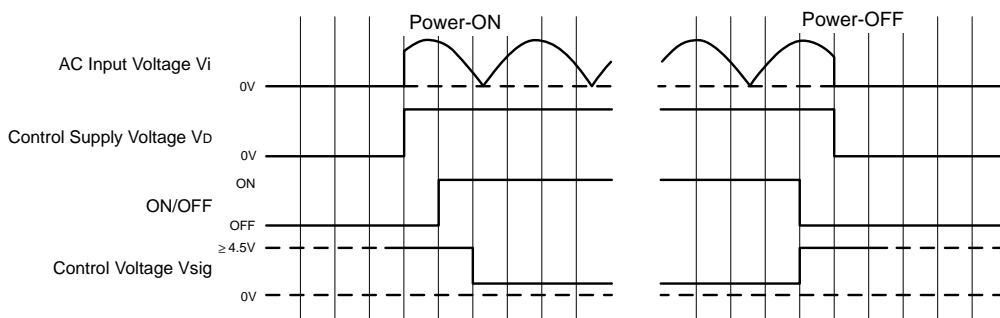 Power-ON
Power-OFF
AC Input Voltage Vi
0V
Control Supply Voltage VD
0V
ON
ON/OFF
OFF
≥ 4.5V
Control Voltage Vsig
0V